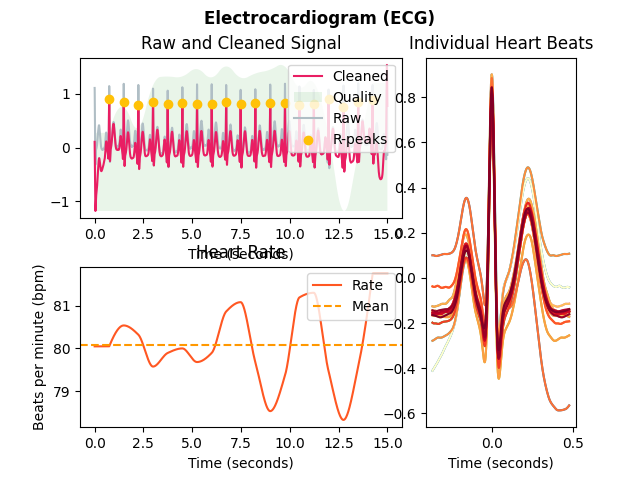 Electrocardiogram (ECG)
Raw and Cleaned Signal
Cleaned
Quality
Raw
R-peaks
1
0
−1
0.0 2.5 5.0 7.5 10.0 12.5 15.0
Time (seconds)
Heart Rate
Rate
Mean
Beats per minute (bpm)
81
80
79
0.0 2.5 5.0 7.5 10.0 12.5 15.0
Time (seconds)
Individual Heart Beats
0.8
0.6
0.4
0.2
0.0
−0.2
−0.4
−0.6
0.0 0.5
Time (seconds)